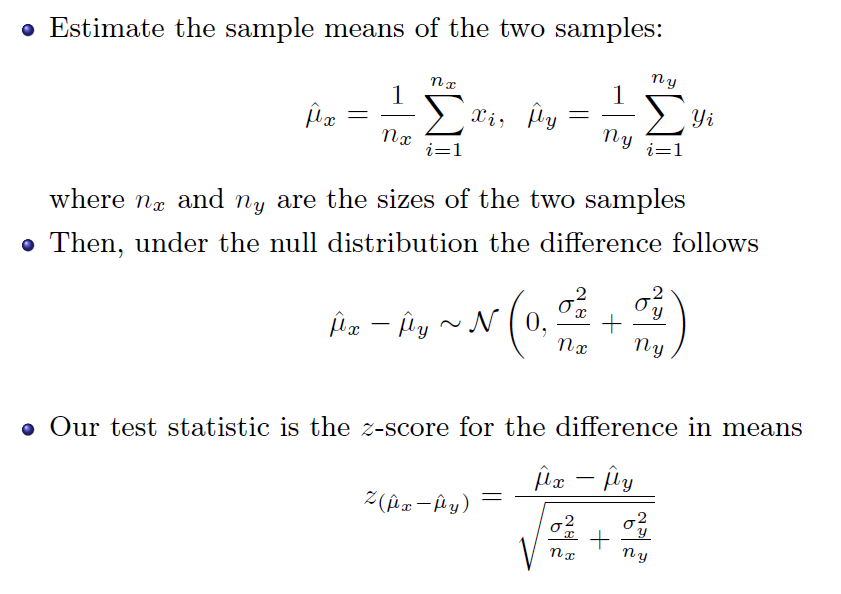 • Estimate the sample means of the two samples:
$\hat{\mu}_x = \frac{1}{n_x} \sum_{i=1}^{n_x} x_i, \ \hat{\mu}_y = \frac{1}{n_y} \sum_{i=1}^{n_y} y_i$
where $n_x$ and $n_y$ are the sizes of the two samples
• Then, under the null distribution the difference follows
$\hat{\mu}_x - \hat{\mu}_y \sim \mathcal{N}\left(0, \frac{\sigma_x^2}{n_x} + \frac{\sigma_y^2}{n_y}\right)$
• Our test statistic is the $z$-score for the difference in means
$z_{(\hat{\mu}_x - \hat{\mu}_y)} = \frac{\hat{\mu}_x - \hat{\mu}_y}{\sqrt{\frac{\sigma_x^2}{n_x} + \frac{\sigma_y^2}{n_y}}}$